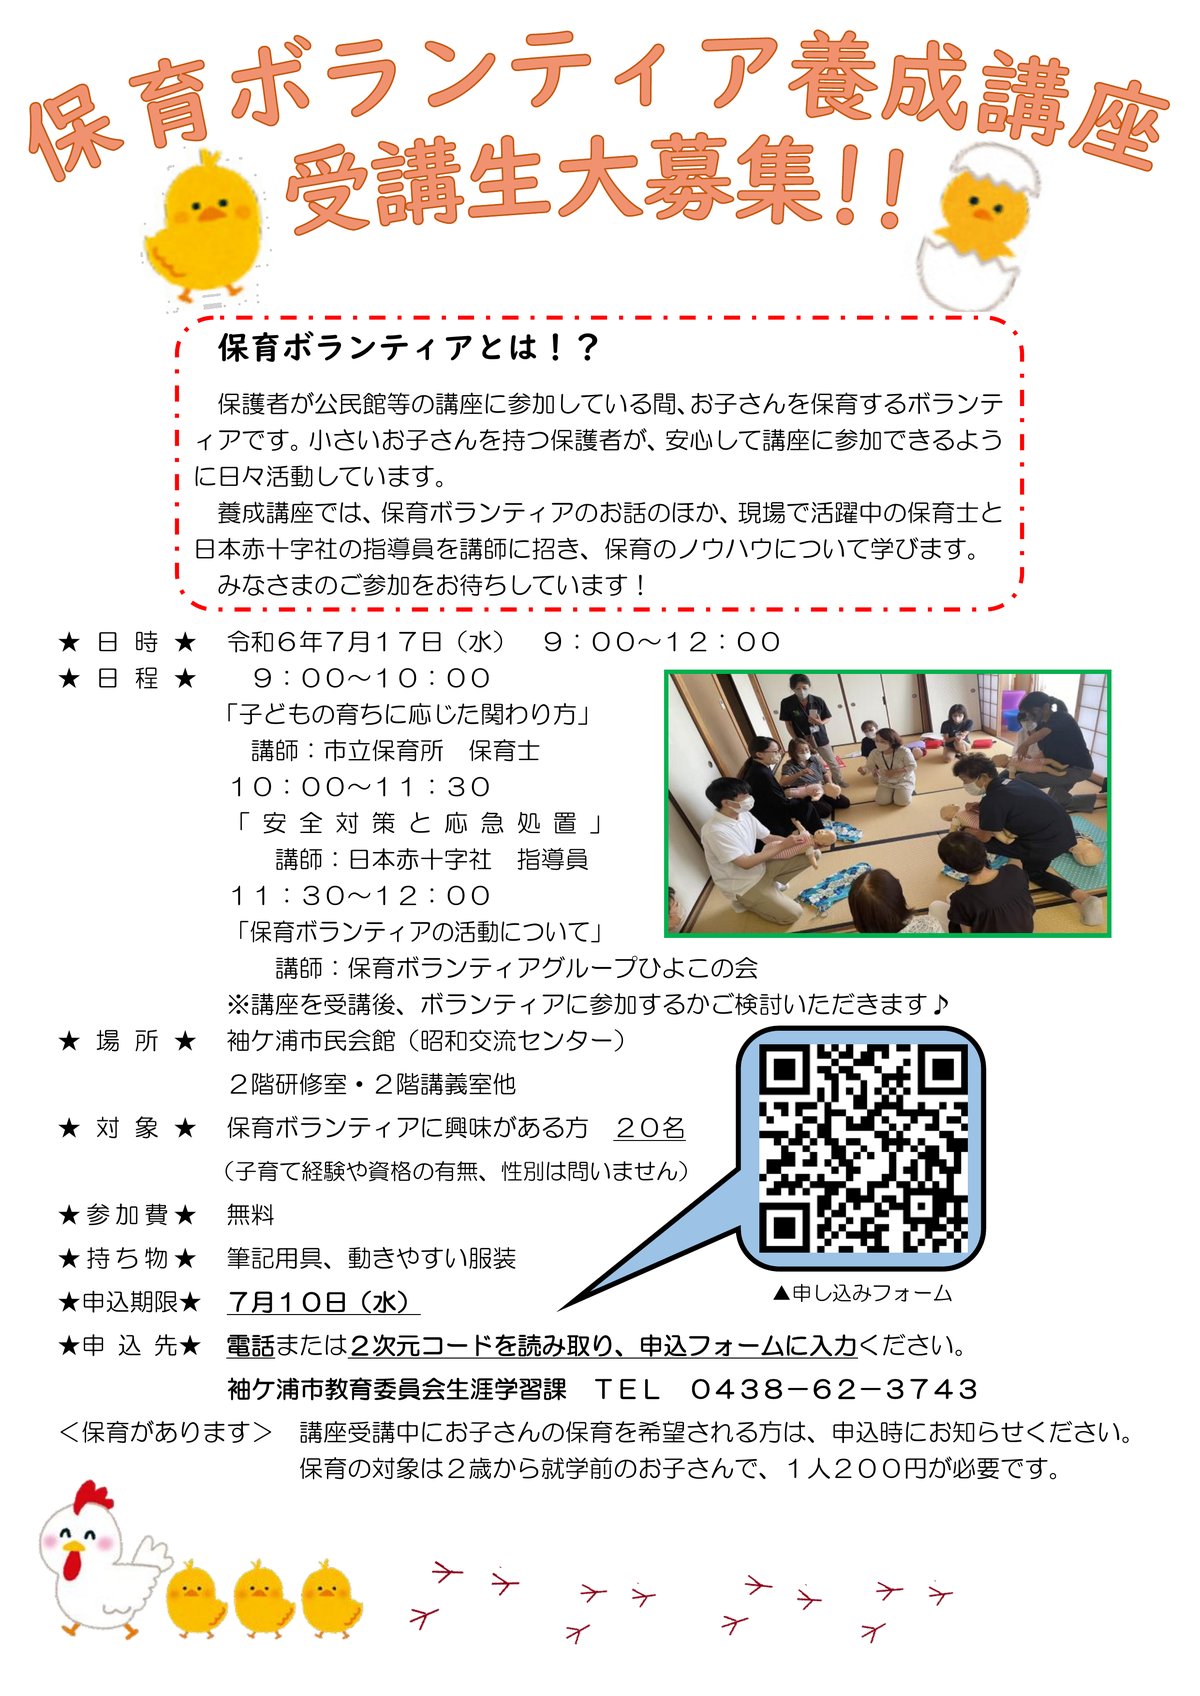 保育ボランティア養成講座
受講生大募集!!
保育ボランティアとは！？
保護者が公民館等の講座に参加している間、お子さんを保育するボランテ
ィアです。小さいお子さんを持つ保護者が、安心して講座に参加できるよう
に日々活動しています。
養成講座では、保育ボランティアのお話のほか、現場で活躍中の保育士と
日本赤十字社の指導員を講師に招き、保育のノウハウについて学びます。
みなさまのご参加をお待ちしています！
★ 日 時 ★　令和６年７月１７日（水）　９：００～１２：００
★ 日 程 ★　９：００～１０：００
「子どもの育ちに応じた関わり方」
講師：市立保育所　保育士
１０：００～１１：３０
「安全対策と応急処置」
講師：日本赤十字社　指導員
１１：３０～１２：００
「保育ボランティアの活動について」
講師：保育ボランティアグループひよこの会
※講座を受講後、ボランティアに参加するかご検討いただきます♪
★ 場 所 ★　袖ケ浦市民会館（昭和交流センター）
２階研修室・２階講義室他
★ 対 象 ★　保育ボランティアに興味がある方　２０名
（子育て経験や資格の有無、性別は問いません）
★参加費★　無料
★持ち物★　筆記用具、動きやすい服装
▲申し込みフォーム
★申込期限★　７月１０日（水）
★申 込 先★　電話または２次元コードを読み取り、申込フォームに入力ください。
袖ケ浦市教育委員会生涯学習課　ＴＥＬ　０４３８－６２－３７４３
＜保育があります＞　講座受講中にお子さんの保育を希望される方は、申込時にお知らせください。
保育の対象は２歳から就学前のお子さんで、１人２００円が必要です。